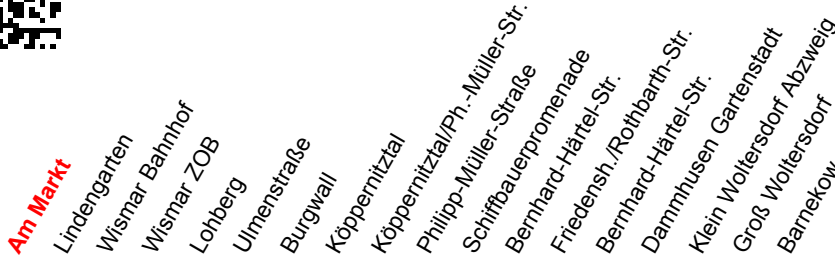 Am Markt
Lindengarten
Wismar Bahnhof
Wismar ZOB
Lohberg
Ulmenstraße
Burgwall
Köppernitztal
Köppernitztal/Ph.- Müller-Str.
Philipp-Müller-Straße
Schiffbauerpromenade
Bernhard-Härtel-Str.
Friedensh./Rothbarth-Str.
Bernhard-Härtel-Str.
Dammhusen Gartenstadt
Klein Woltersdorf Abzweig
Groß Woltersdorf
Barnekow